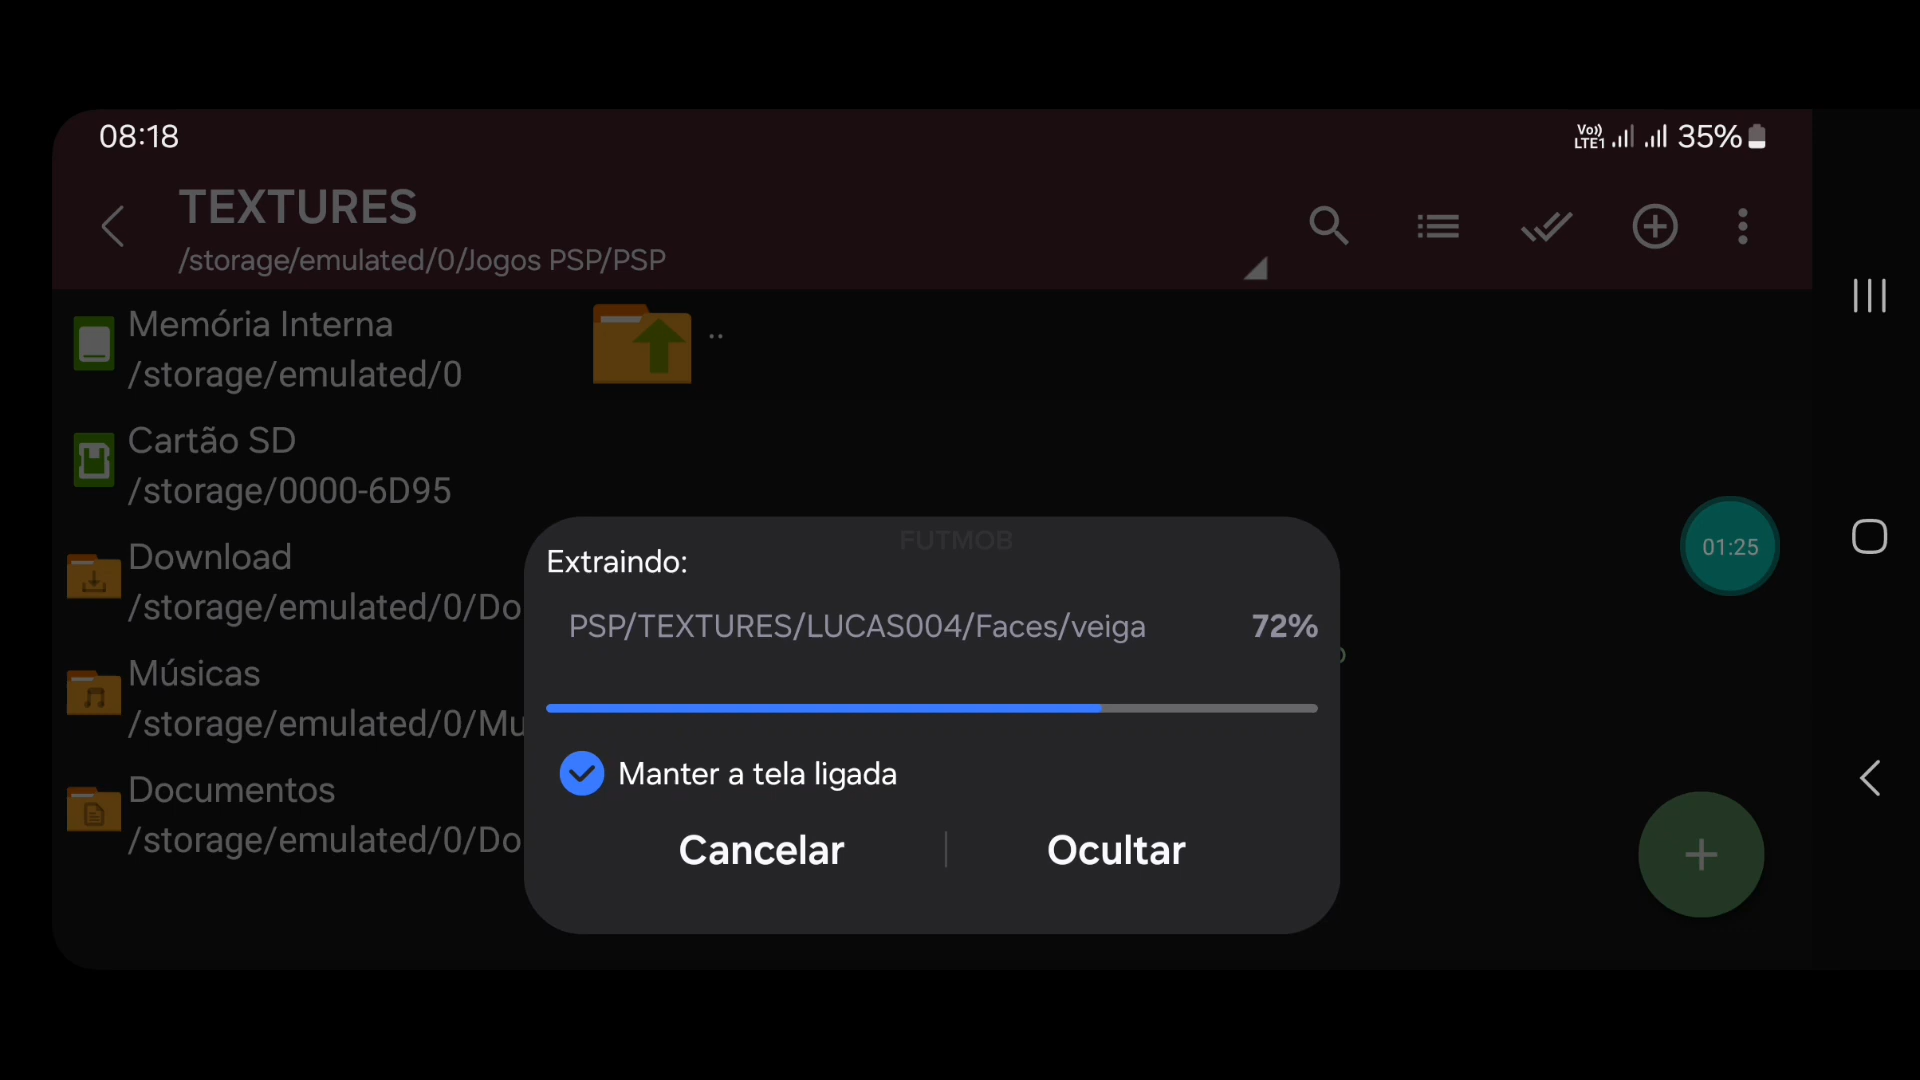 08:18
Vo))
LTE1
35%
TEXTURES
/storage/emulated/0/Jogos PSP/PSP
Memória Interna
/storage/emulated/0
..
Cartão SD
/storage/0000-6D95
Download
/storage/emulated/0/Do
Músicas
/storage/emulated/0/Mu
Documentos
/storage/emulated/0/Do
FUTMOB
Extraindo:
PSP/TEXTURES/LUCAS004/Faces/veiga
72%
Manter a tela ligada
Cancelar
Ocultar
01:25